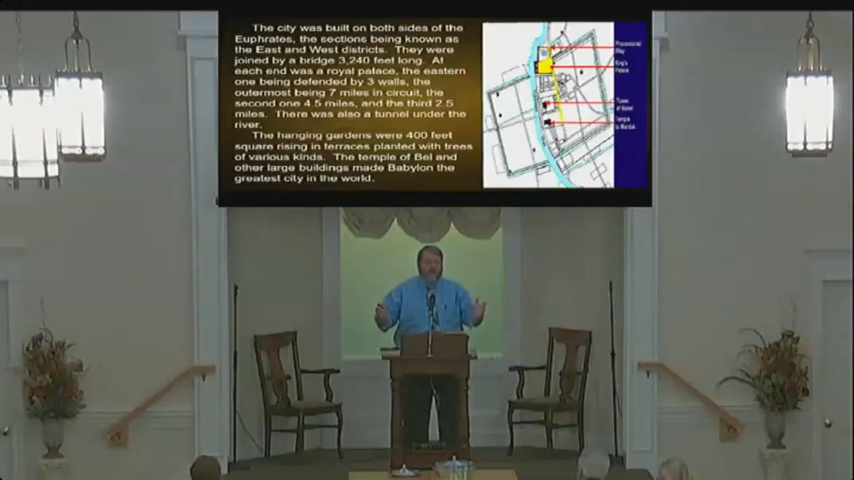 The city was built on both sides of the
Euphrates, the sections being known as
the East and West districts. They were
joined by a bridge 3,240 feet long. At
each end was a royal palace, the eastern
one being defended by 3 walls, the
outermost being 7 miles in circuit, the
second one 4.5 miles, and the third 2.5
miles. There was also a tunnel under the
river.
The hanging gardens were 400 feet
square rising in terraces planted with trees
of various kinds. The temple of Bel and
other large buildings made Babylon the
greatest city in the world.
Processional
Way
King's
Palace
Tower
of Babel
Temple
to Marduk